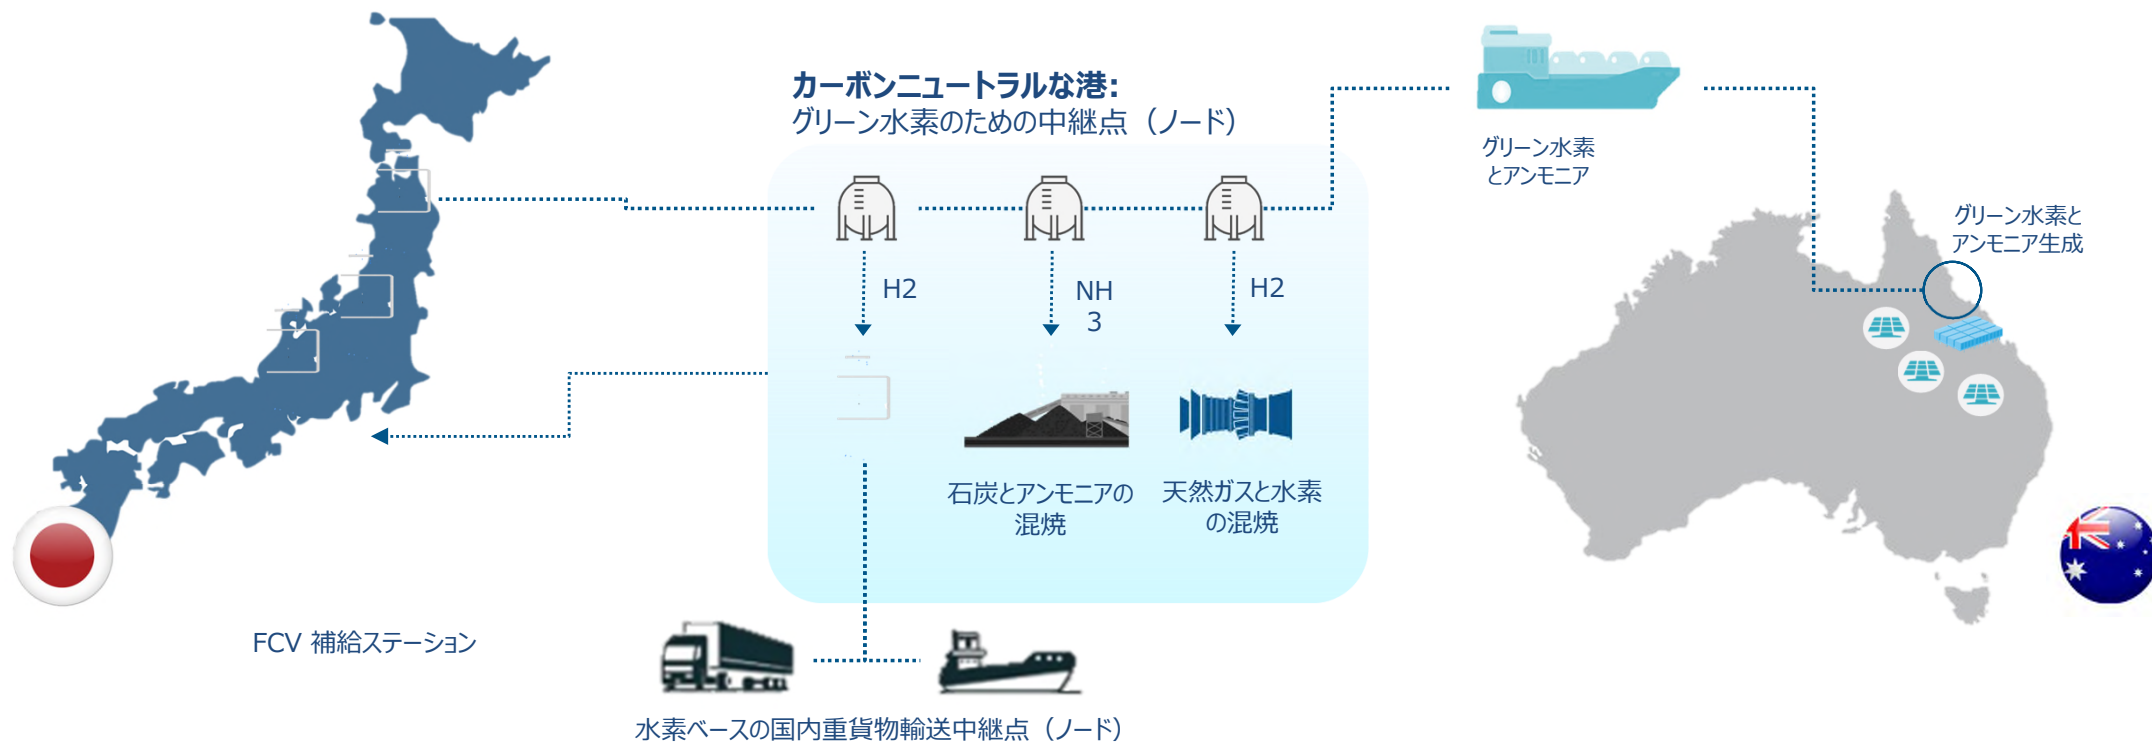 カーボンニュートラルな港:
グリーン水素のための中継点（ノード）
グリーン水素
とアンモニア
グリーン水素と
アンモニア生成
H2
NH
3
H2
石炭とアンモニアの
混焼
天然ガスと水素
の混焼
FCV 補給ステーション
水素ベースの国内重貨物輸送中継点（ノード）